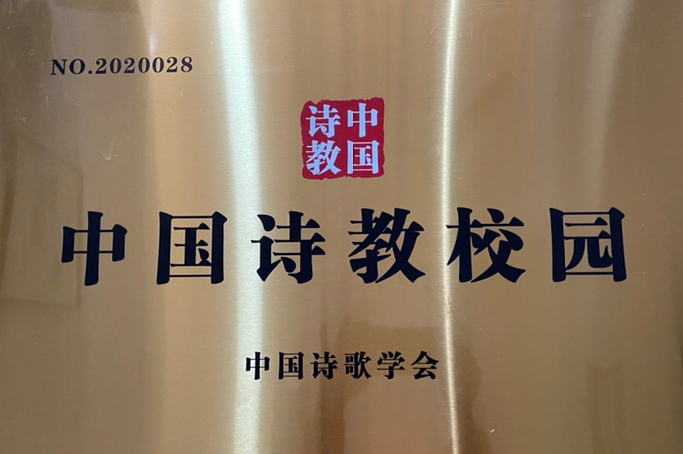 NO.2020028
中国
诗教
中国诗教校园
中国诗歌学会